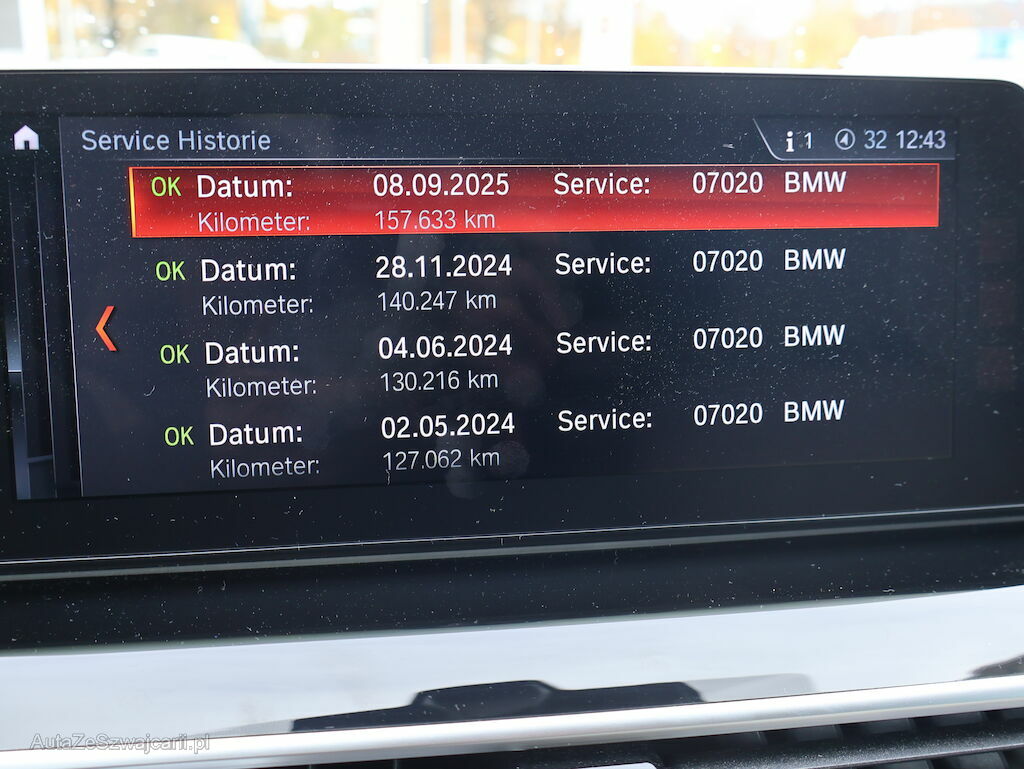 Service Historie
i 1 32 12:43
OK Datum: 08.09.2025 Service: 07020 BMW
Kilometer: 157.633 km
OK Datum: 28.11.2024 Service: 07020 BMW
Kilometer: 140.247 km
OK Datum: 04.06.2024 Service: 07020 BMW
Kilometer: 130.216 km
OK Datum: 02.05.2024 Service: 07020 BMW
Kilometer: 127.062 km
AutaZeSzwajcarii.pl